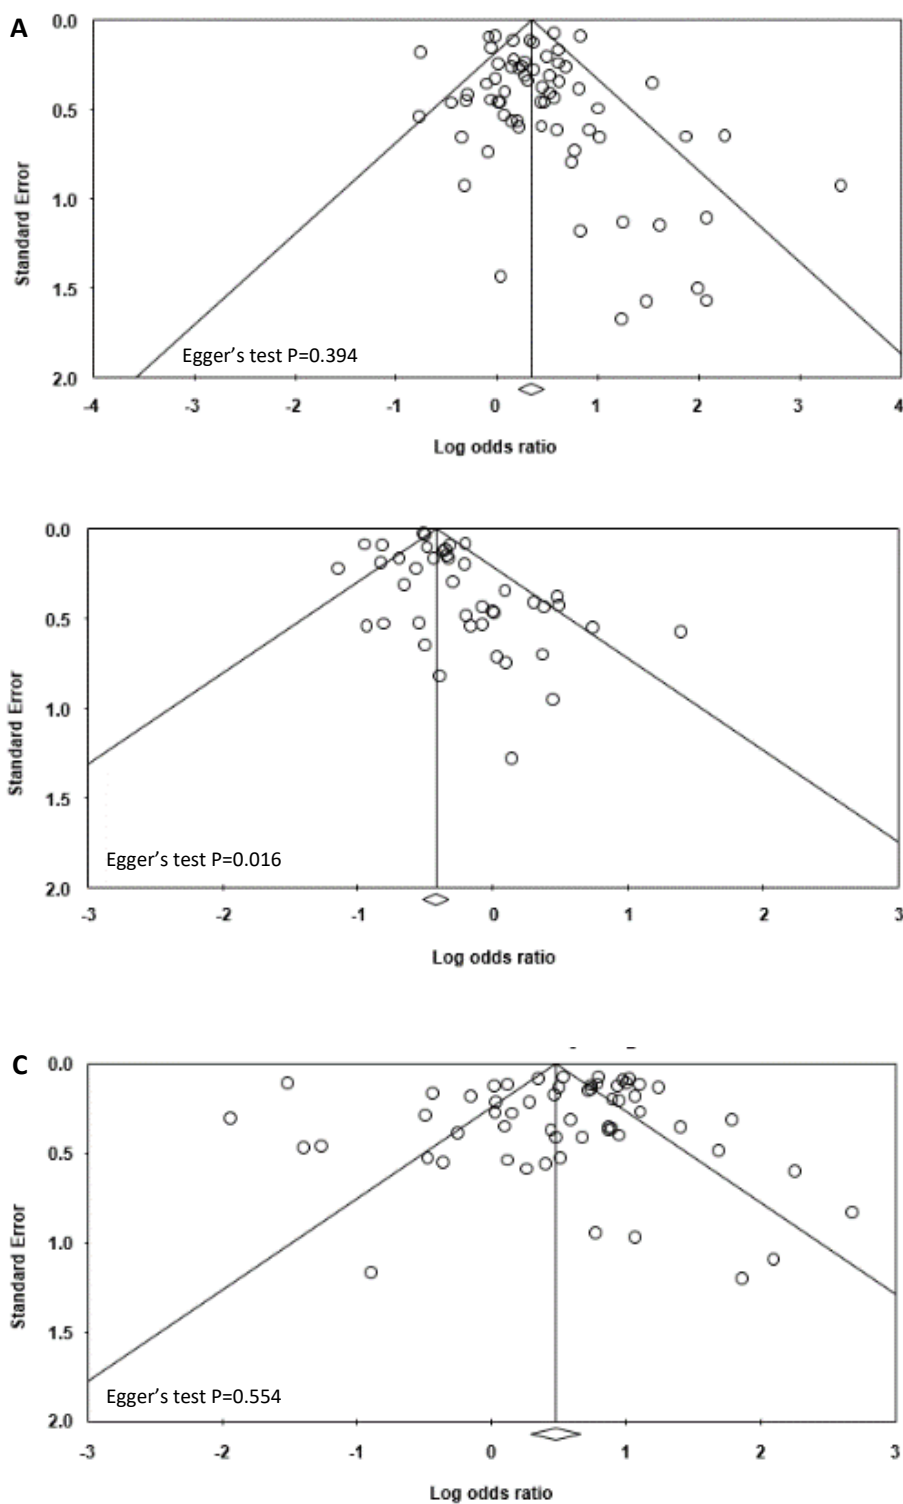 A
0.0
0.5
1.0
1.5
2.0
Standard Error
Egger’s test P=0.394
-4 -3 -2 -1 0 1 2 3 4
Log odds ratio
0.0
0.5
1.0
1.5
2.0
Standard Error
Egger’s test P=0.016
-3 -2 -1 0 1 2 3
Log odds ratio
C
0.0
0.5
1.0
1.5
2.0
Standard Error
Egger’s test P=0.554
-3 -2 -1 0 1 2 3
Log odds ratio